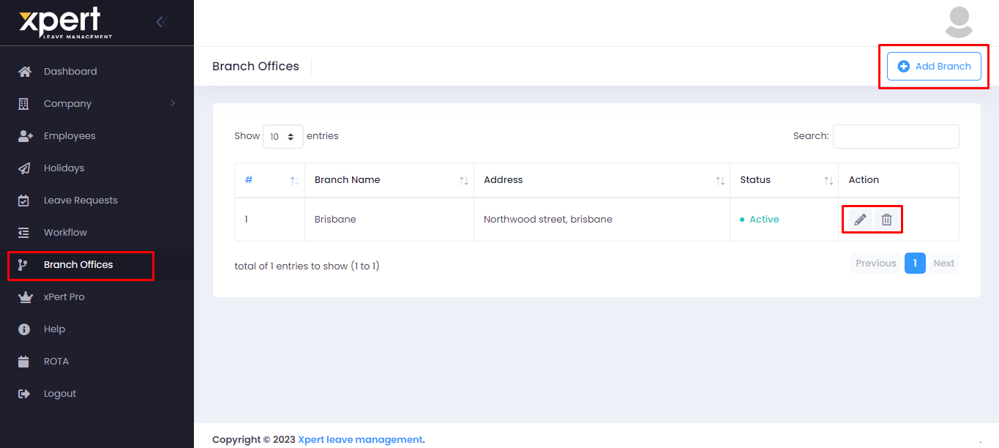 xpert
LEAVE MANAGEMENT
Dashboard
Company
Employees
Holidays
Leave Requests
Workflow
Branch Offices
xPert Pro
Help
ROTA
Logout
Branch Offices
Add Branch
Show 10 entries
Search:
# Branch Name Address Status Action
1 Brisbane Northwood street, brisbane Active
total of 1 entries to show (1 to 1)
Previous 1 Next
Copyright © 2023 Xpert leave management.
.